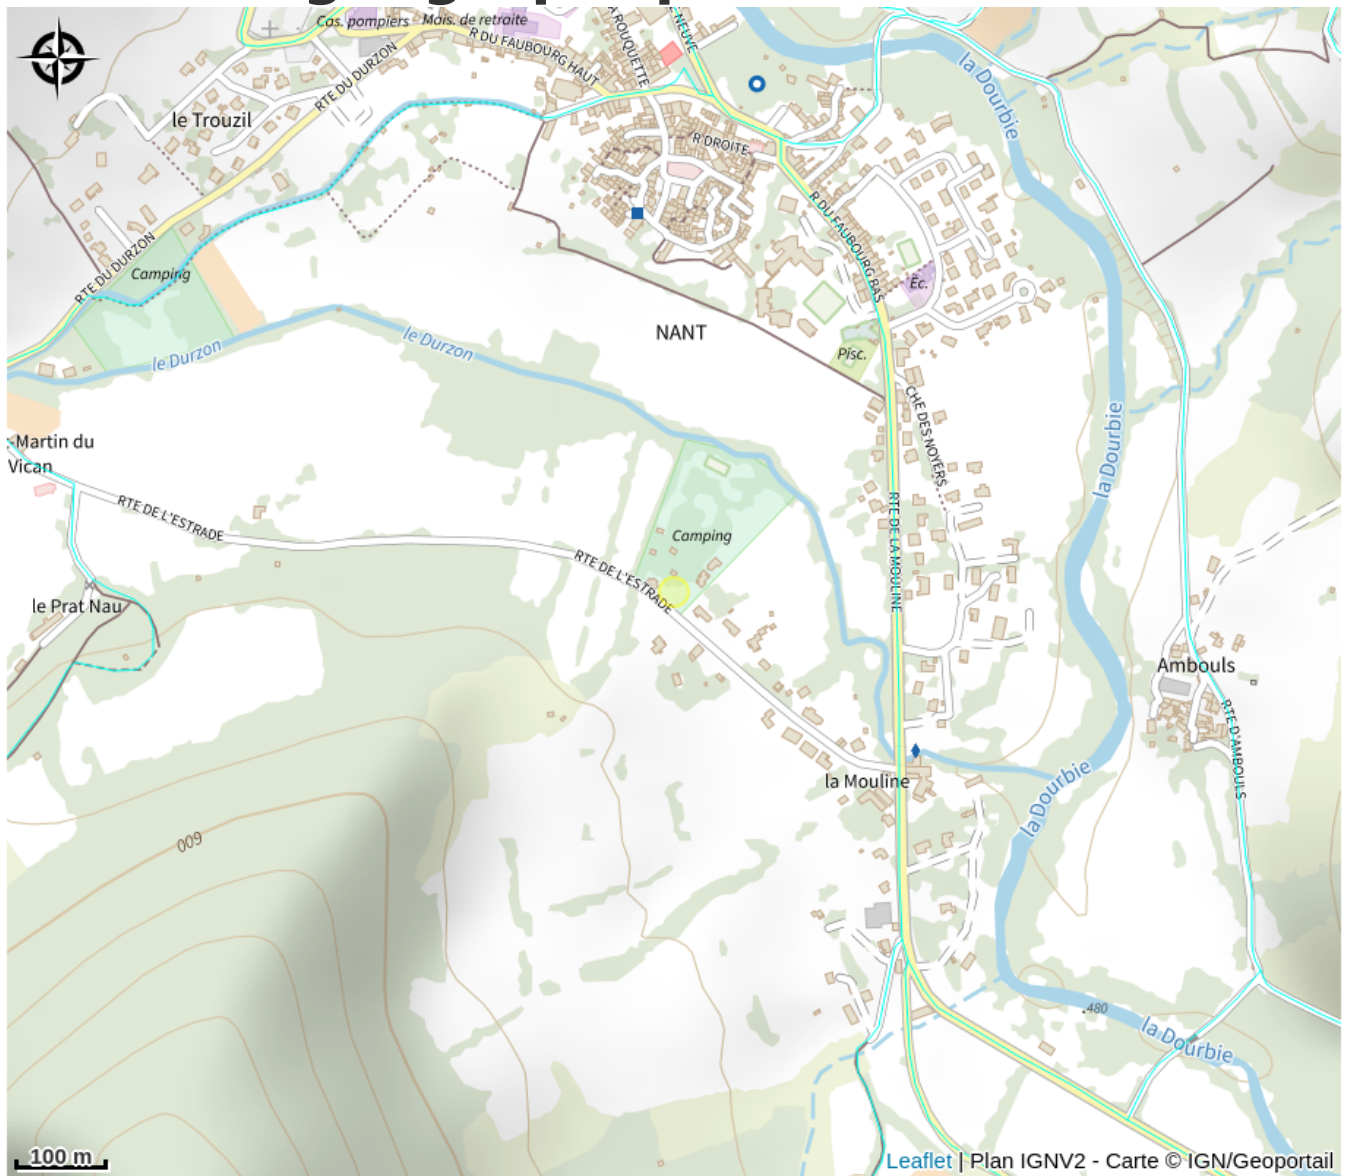 Cas. pompiers
Mais. de retraite
R DU FAUBOURG HAUT
A ROUQUETTE
NEUVE
la Dourbie
RTE DU DURZON
le Trouzil
R DROITE
R DU FAUBOURG BAS
RTE DU DURZON
Camping
Éc.
NANT
le Durzon
le Durzon
Pisc.
CHE DES NOYERS
la Dourbie
-Martin du
Vican
RTE DE L'ESTRADE
RTE DE LA MOULINE
Camping
RTE DE L'ESTRADE
le Prat Nau
Ambouls
RTE D'AMBOULS
la Mouline
la Dourbie
600
480
la Dourbie
100 m
Leaflet | Plan IGNV2 - Carte © IGN/Geoportail